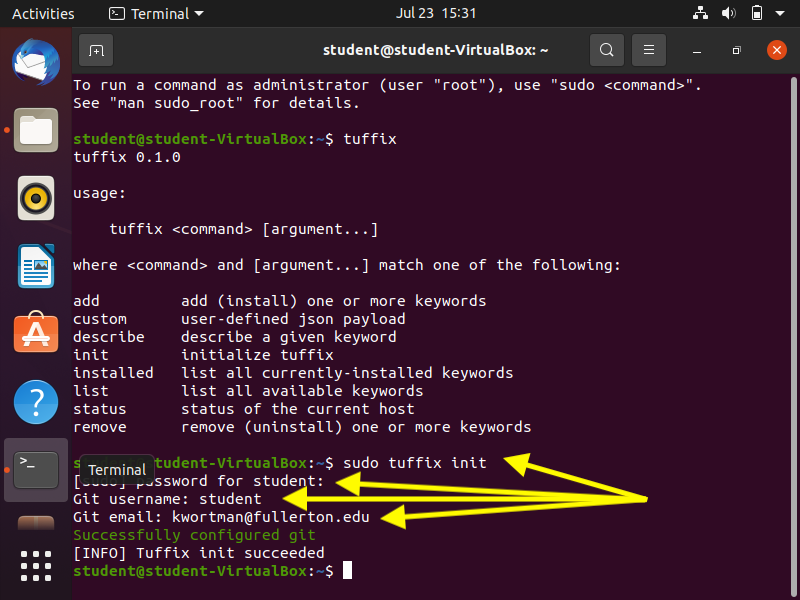 Activities Terminal Jul 23 15:31
student@student-VirtualBox: ~
To run a command as administrator (user "root"), use "sudo <command>".
See "man sudo_root" for details.
student@student-VirtualBox:~$ tuffix
tuffix 0.1.0
usage:
tuffix <command> [argument...]
where <command> and [argument...] match one of the following:
add add (install) one or more keywords
custom user-defined json payload
describe describe a given keyword
init initialize tuffix
installed list all currently-installed keywords
list list all available keywords
status status of the current host
remove remove (uninstall) one or more keywords
student@student-VirtualBox:~$ sudo tuffix init
Terminal
[sudo] password for student:
Git username: student
Git email: kwortman@fullerton.edu
Successfully configured git
[INFO] Tuffix init succeeded
student@student-VirtualBox:~$